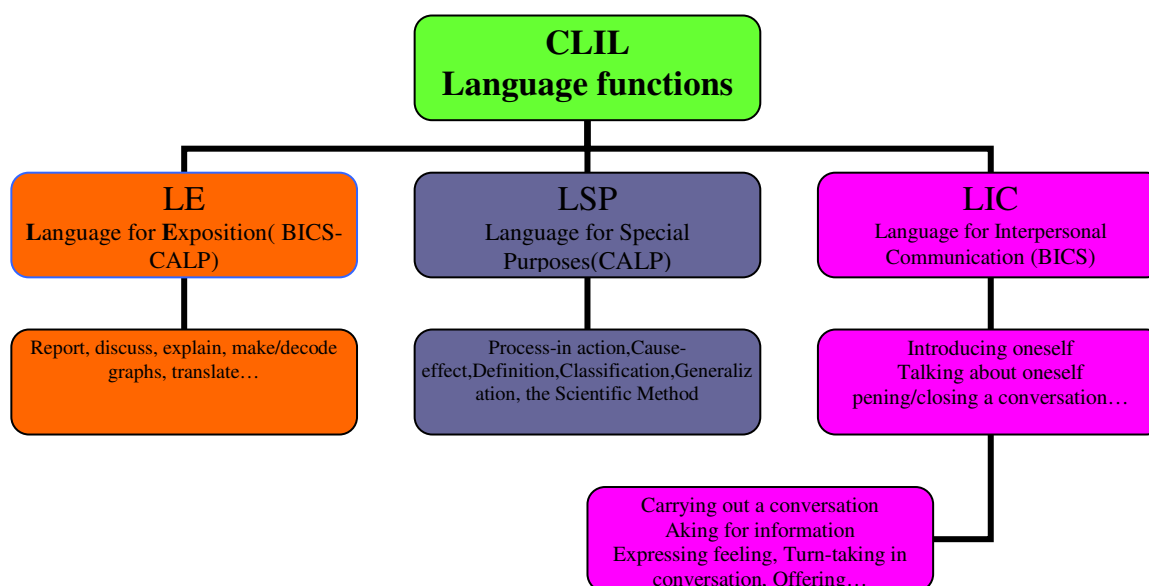 CLIL
Language functions
LE
Language for Exposition( BICS-
CALP)
LSP
Language for Special
Purposes(CALP)
LIC
Language for Interpersonal
Communication (BICS)
Report, discuss, explain, make/decode
graphs, translate…
Process-in action,Cause-
effect,Definition,Classification,Generaliz
ation, the Scientific Method
Introducing oneself
Talking about oneself
pening/closing a conversation…
Carrying out a conversation
Aking for information
Expressing feeling, Turn-taking in
conversation, Offering…